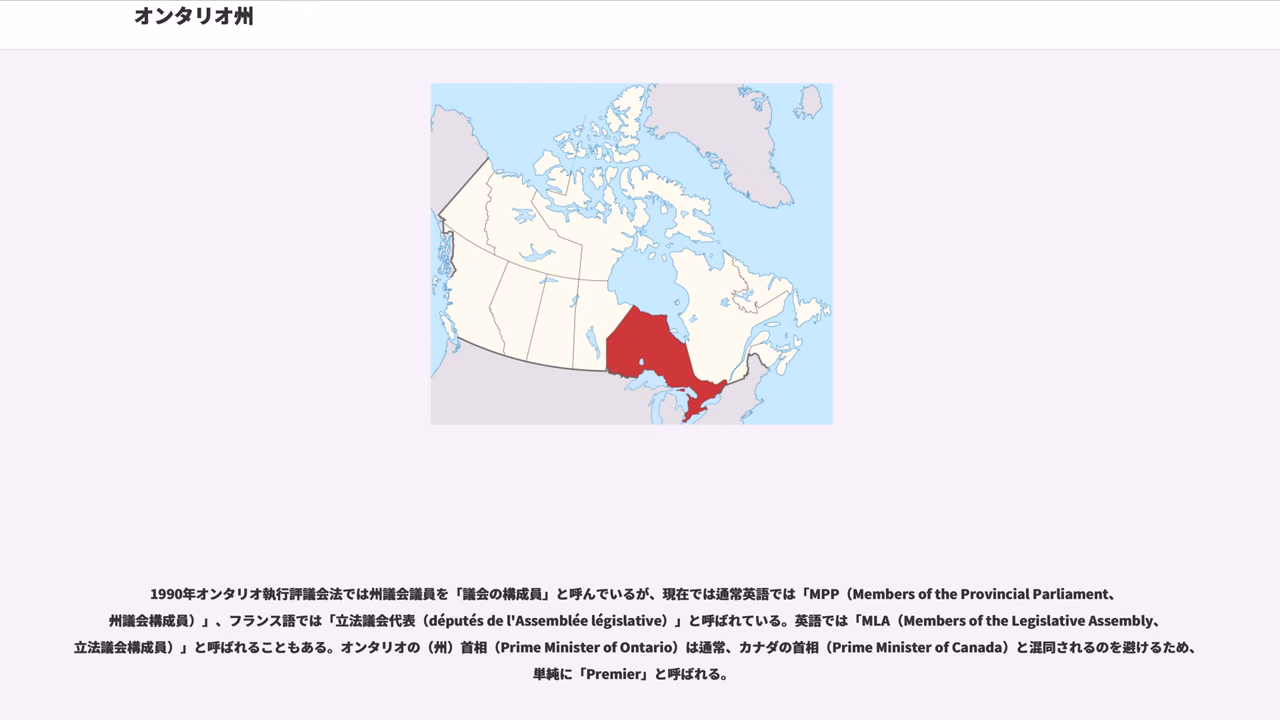 オンタリオ州
1990年オンタリオ執行評議会法では州議会議員を「議会の構成員」と呼んでいるが、現在では通常英語では「MPP（Members of the Provincial Parliament、
州議会構成員）」、フランス語では「立法議会代表（députés de l'Assemblée législative）」と呼ばれている。英語では「MLA（Members of the Legislative Assembly、
立法議会構成員）」と呼ばれることもある。オンタリオの（州）首相（Prime Minister of Ontario）は通常、カナダの首相（Prime Minister of Canada）と混同されるのを避けるため、
単純に「Premier」と呼ばれる。